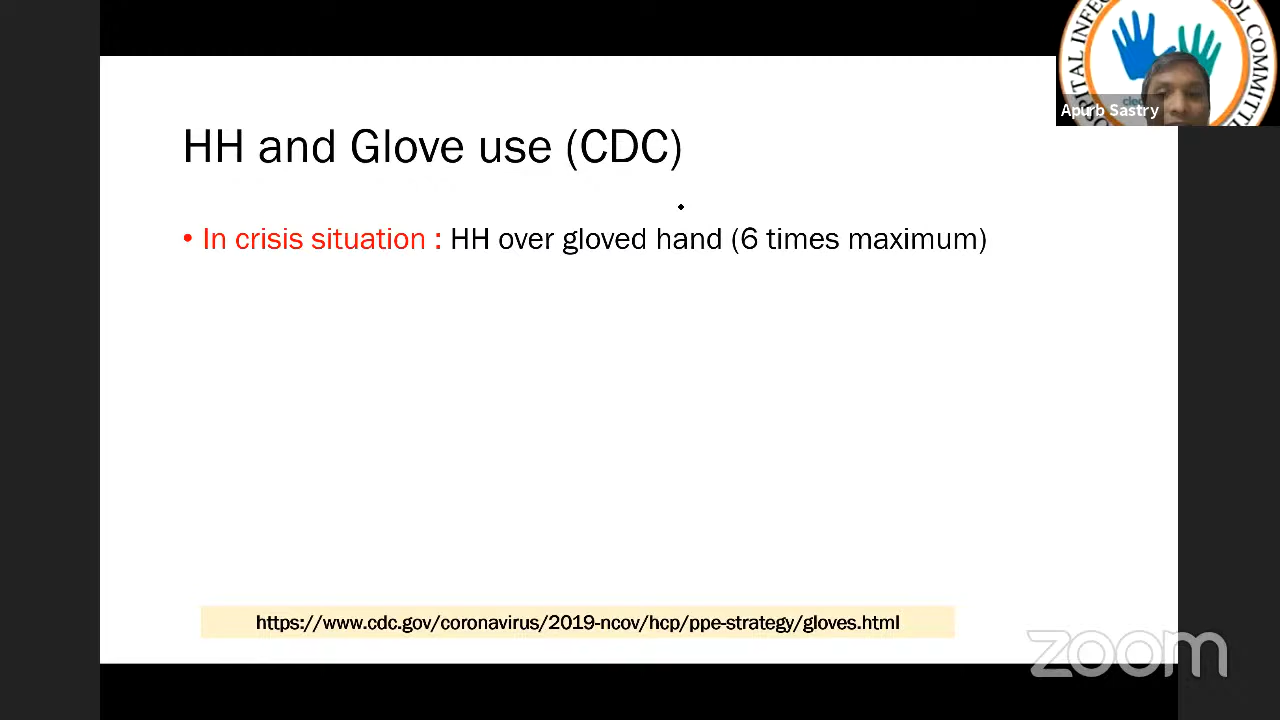 HH and Glove use (CDC)
• In crisis situation : HH over gloved hand (6 times maximum)
https://www.cdc.gov/coronavirus/2019-ncov/hcp/ppe-strategy/gloves.html
Apurb Sastry
COMMITTE
zoom